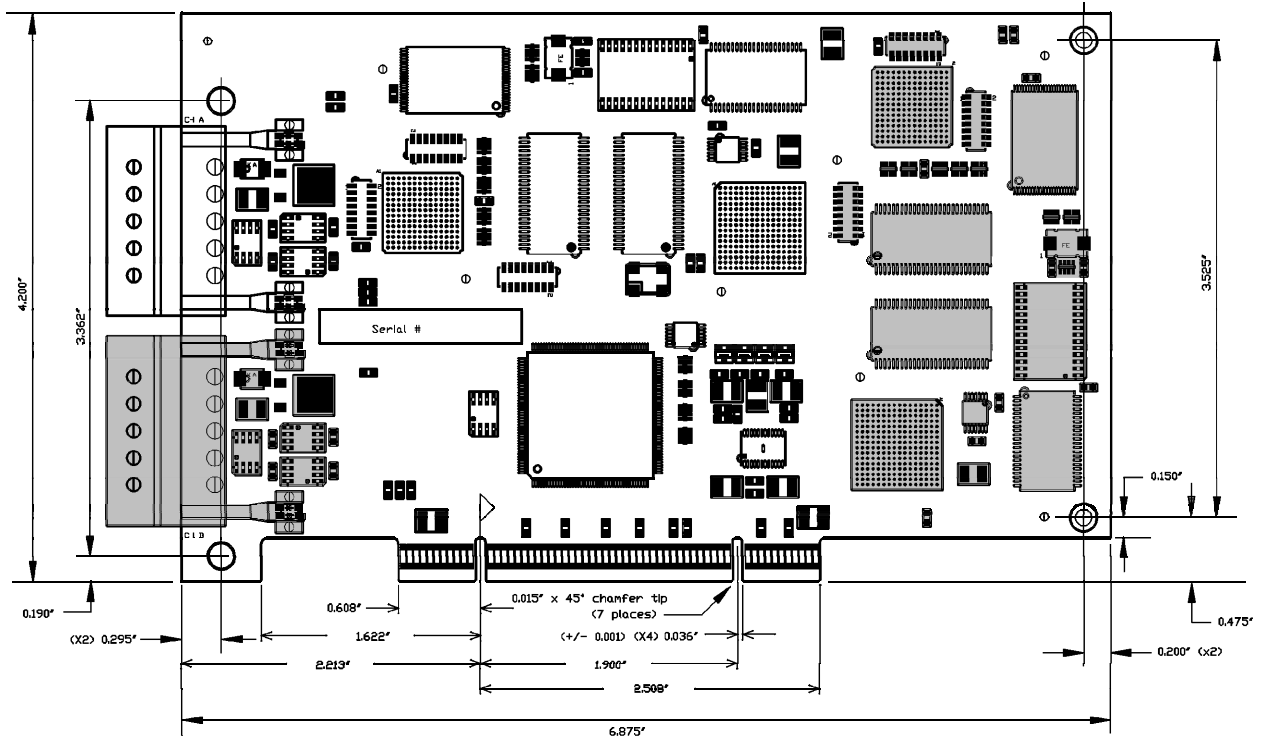 FE
C-1 A
4.200″
3.362″
3.525″
FE
Serial #
C 1 B
0.150″
0.190″
0.608″
0.015″ x 45° chamfer tip
(7 places)
0.475″
(X2) 0.295″
1.622″
(+/- 0.001) (X4) 0.036″
0.200″ (x2)
2.213″
1.900″
2.508″
6.875″